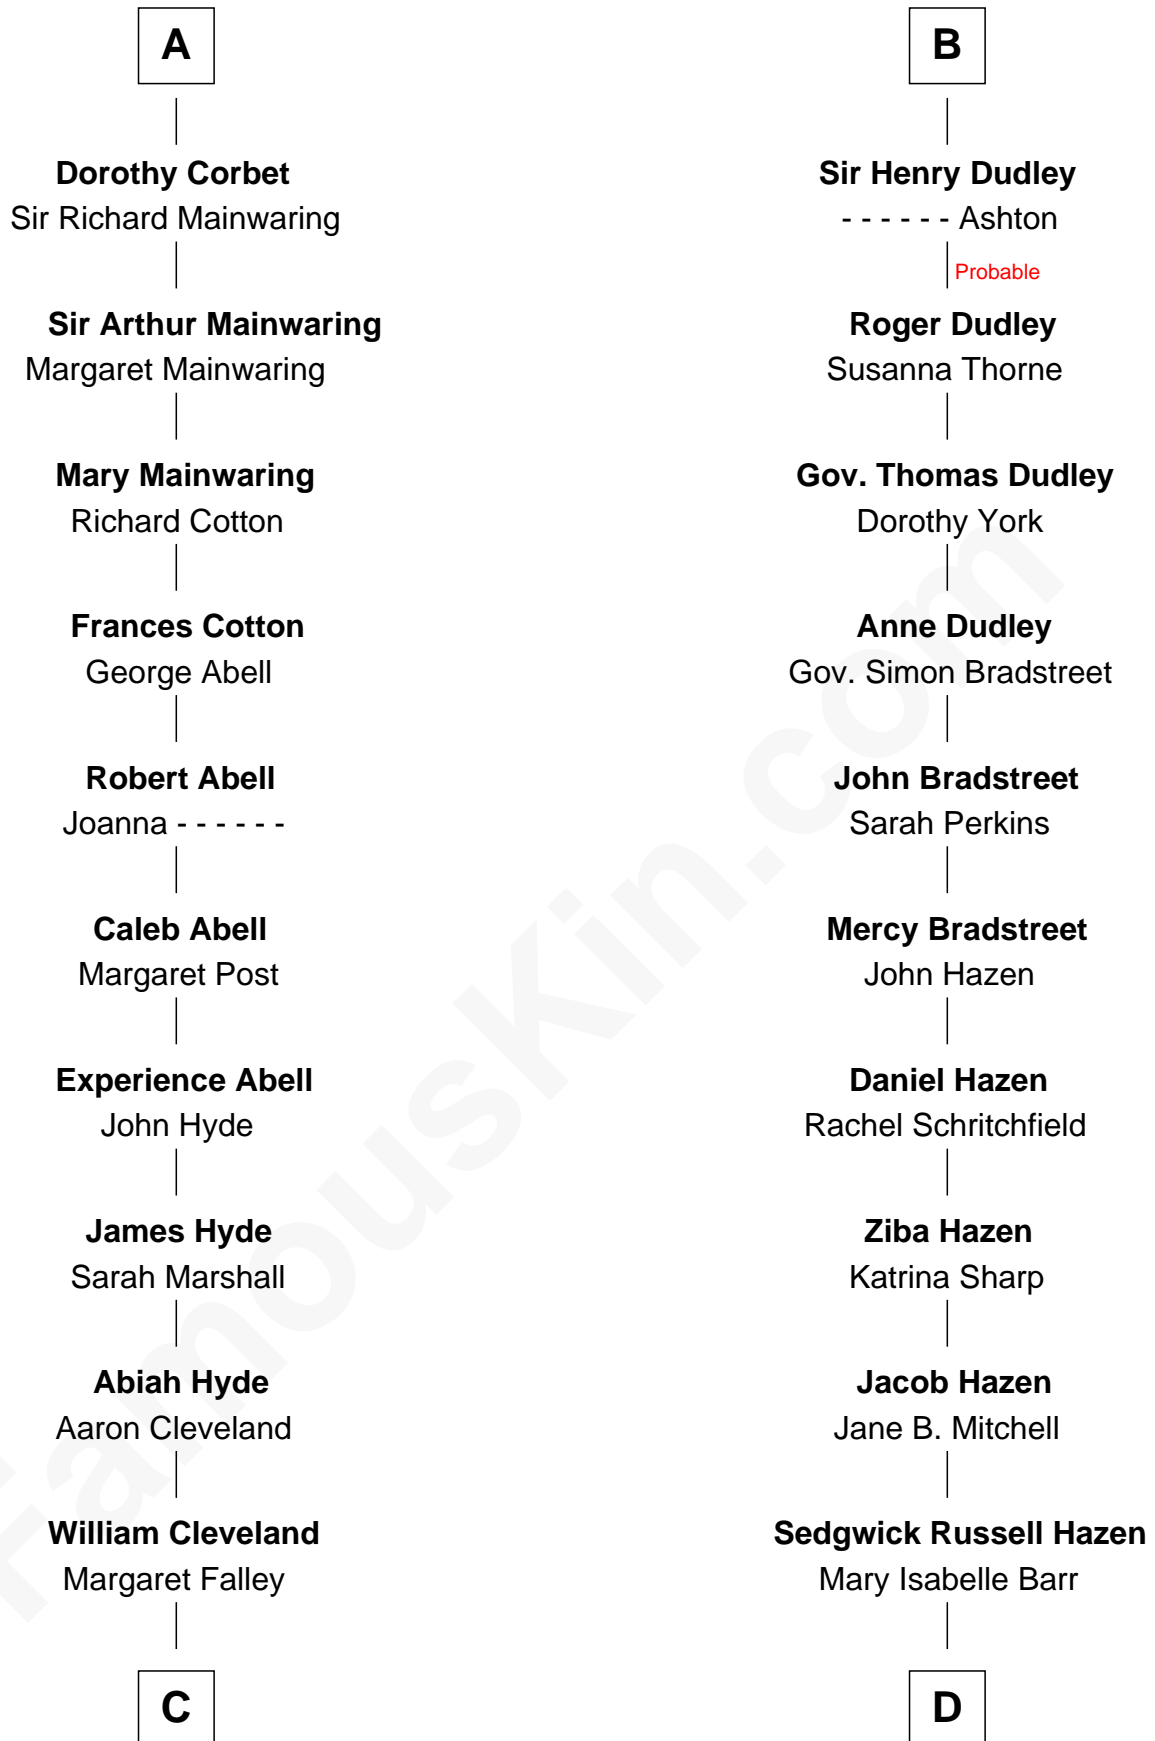 A
Dorothy Corbet
Sir Richard Mainwaring
Sir Arthur Mainwaring
Margaret Mainwaring
Mary Mainwaring
Richard Cotton
Frances Cotton
George Abell
Robert Abell
Joanna - - - - - -
Caleb Abell
Margaret Post
Experience Abell
John Hyde
James Hyde
Sarah Marshall
Abiah Hyde
Aaron Cleveland
William Cleveland
Margaret Falley
C
B
Sir Henry Dudley
- - - - - - Ashton
Probable
Roger Dudley
Susanna Thorne
Gov. Thomas Dudley
Dorothy York
Anne Dudley
Gov. Simon Bradstreet
John Bradstreet
Sarah Perkins
Mercy Bradstreet
John Hazen
Daniel Hazen
Rachel Schritchfield
Ziba Hazen
Katrina Sharp
Jacob Hazen
Jane B. Mitchell
Sedgwick Russell Hazen
Mary Isabelle Barr
D
FamousKin.com